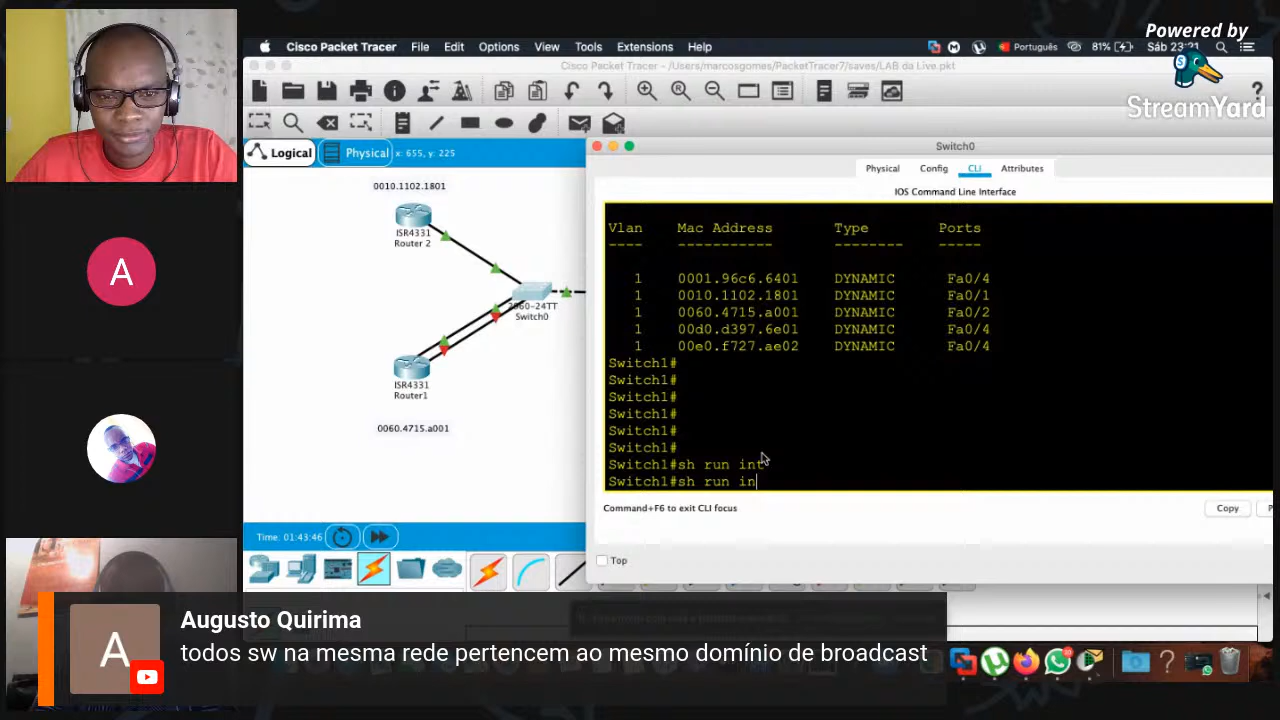 Powered by
StreamYard
Cisco Packet Tracer File Edit Options View Tools Extensions Help
Português 81% Sáb 23:21
Cisco Packet Tracer - /Users/marcosgomes/PacketTracer7/saves/LAB da Live.pkt
Logical Physical x: 655, y: 225
Switch0
Physical Config CLI Attributes
IOS Command Line Interface
0010.1102.1801
ISR4331
Router 2
2960-24TT
Switch0
ISR4331
Router1
0060.4715.a001
Vlan Mac Address Type Ports
---- ----------- -------- -----
1 0001.96c6.6401 DYNAMIC Fa0/4
1 0010.1102.1801 DYNAMIC Fa0/1
1 0060.4715.a001 DYNAMIC Fa0/2
1 00d0.d397.6e01 DYNAMIC Fa0/4
1 00e0.f727.ae02 DYNAMIC Fa0/4
Switch1#
Switch1#
Switch1#
Switch1#
Switch1#
Switch1#
Switch1#sh run int
Switch1#sh run in
Command+F6 to exit CLI focus
Copy
Top
Time: 01:43:46
A
A
Augusto Quirima
todos sw na mesma rede pertencem ao mesmo domínio de broadcast